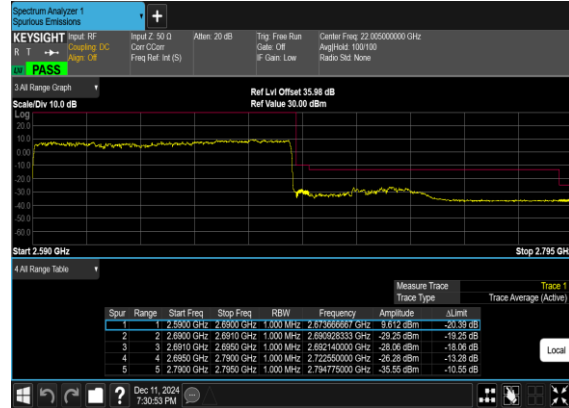 Spectrum Analyzer 1
Spurious Emissions
+
KEYSIGHT Input: RF Input Z: 50 Ω Atten: 20 dB Trig: Free Run Center Freq: 22.005000000 GHz
R T Coupling: DC Corr CCorr Gate: Off Avg|Hold: 100/100
Align: Off Freq Ref: Int (S) IF Gain: Low Radio Std: None
PASS
3 All Range Graph
Ref Lvl Offset 35.98 dB
Scale/Div 10.0 dB Ref Value 30.00 dBm
Log
20.0
10.0
0.00
-10.0
-20.0
-30.0
-40.0
-50.0
-60.0
Start 2.590 GHz Stop 2.795 GHz
4 All Range Table
Measure Trace Trace 1
Trace Type Trace Average (Active)
Spur Range Start Freq Stop Freq RBW Frequency Amplitude ΔLimit
1 1 2.5900 GHz 2.6900 GHz 1.000 MHz 2.673666667 GHz 9.612 dBm -20.39 dB
2 2 2.6900 GHz 2.6910 GHz 1.000 MHz 2.690928333 GHz -29.25 dBm -19.25 dB
3 3 2.6910 GHz 2.6950 GHz 1.000 MHz 2.692140000 GHz -28.06 dBm -18.06 dB
4 4 2.6950 GHz 2.7900 GHz 1.000 MHz 2.722550000 GHz -26.28 dBm -13.28 dB
5 5 2.7900 GHz 2.7950 GHz 1.000 MHz 2.794775000 GHz -35.55 dBm -10.55 dB
Local
? Dec 11, 2024
7:30:53 PM